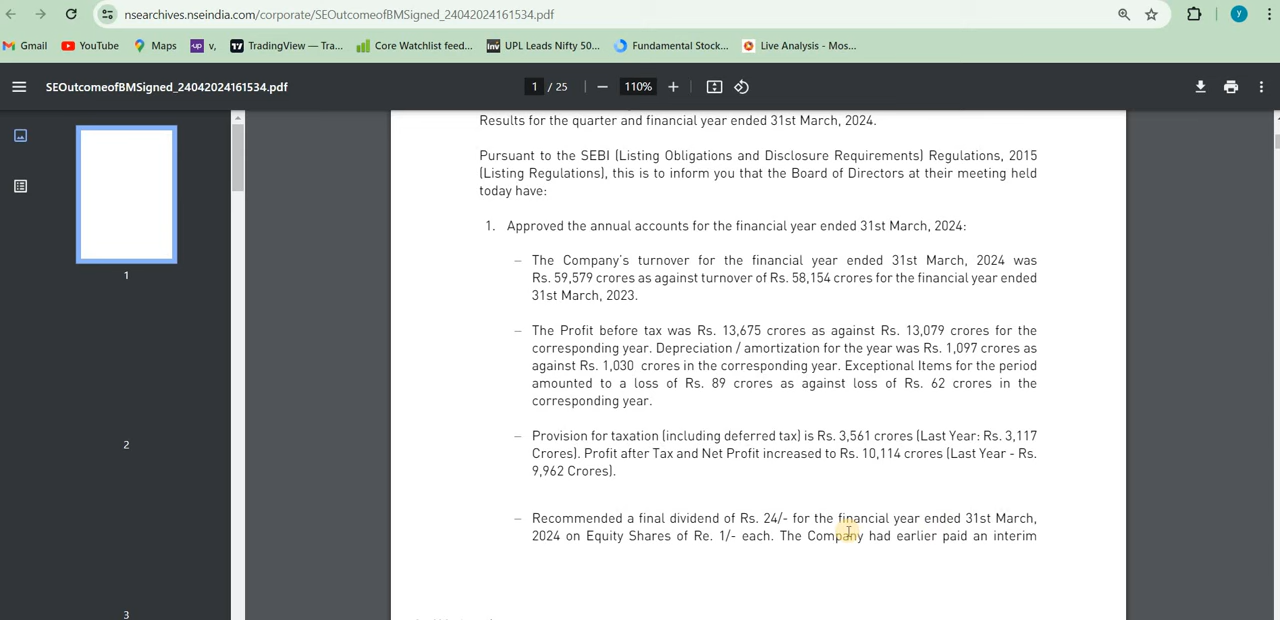 nsearchives.nseindia.com/corporate/SEOutcomeofBMSigned_24042024161534.pdf
y
Gmail
YouTube
Maps
up
v,
TradingView — Tra...
Core Watchlist feed...
inv
UPL Leads Nifty 50...
Fundamental Stock...
Live Analysis - Mos...
SEOutcomeofBMSigned_24042024161534.pdf
1 / 25
110%
1
2
3
Results for the quarter and financial year ended 31st March, 2024.
Pursuant to the SEBI (Listing Obligations and Disclosure Requirements) Regulations, 2015
(Listing Regulations), this is to inform you that the Board of Directors at their meeting held
today have:
1. Approved the annual accounts for the financial year ended 31st March, 2024:
– The Company's turnover for the financial year ended 31st March, 2024 was
Rs. 59,579 crores as against turnover of Rs. 58,154 crores for the financial year ended
31st March, 2023.
– The Profit before tax was Rs. 13,675 crores as against Rs. 13,079 crores for the
corresponding year. Depreciation / amortization for the year was Rs. 1,097 crores as
against Rs. 1,030 crores in the corresponding year. Exceptional Items for the period
amounted to a loss of Rs. 89 crores as against loss of Rs. 62 crores in the
corresponding year.
– Provision for taxation (including deferred tax) is Rs. 3,561 crores (Last Year: Rs. 3,117
Crores). Profit after Tax and Net Profit increased to Rs. 10,114 crores (Last Year - Rs.
9,962 Crores).
– Recommended a final dividend of Rs. 24/- for the financial year ended 31st March,
2024 on Equity Shares of Re. 1/- each. The Company had earlier paid an interim